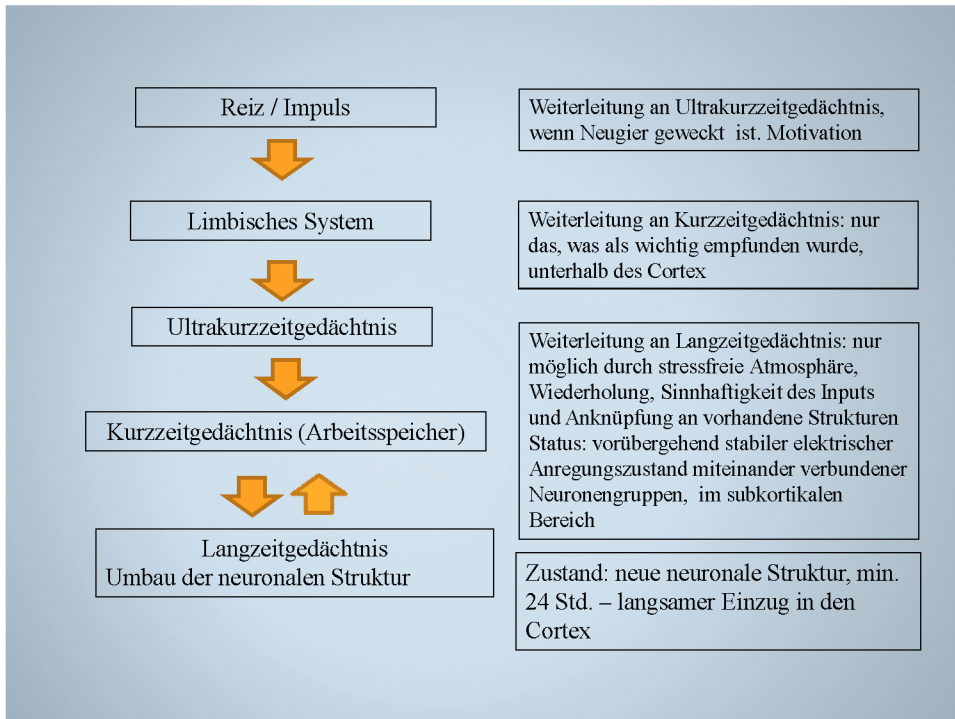 Reiz / Impuls
Weiterleitung an Ultrakurzzeitgedächtnis,
wenn Neugier geweckt ist. Motivation
Limbisches System
Weiterleitung an Kurzzeitgedächtnis: nur
das, was als wichtig empfunden wurde,
unterhalb des Cortex
Ultrakurzzeitgedächtnis
Kurzzeitgedächtnis (Arbeitsspeicher)
Weiterleitung an Langzeitgedächtnis: nur
möglich durch stressfreie Atmosphäre,
Wiederholung, Sinnhaftigkeit des Inputs
und Anknüpfung an vorhandene Strukturen
Status: vorübergehend stabiler elektrischer
Anregungszustand miteinander verbundener
Neuronengruppen, im subkortikalen
Bereich
Langzeitgedächtnis
Umbau der neuronalen Struktur
Zustand: neue neuronale Struktur, min.
24 Std. – langsamer Einzug in den
Cortex